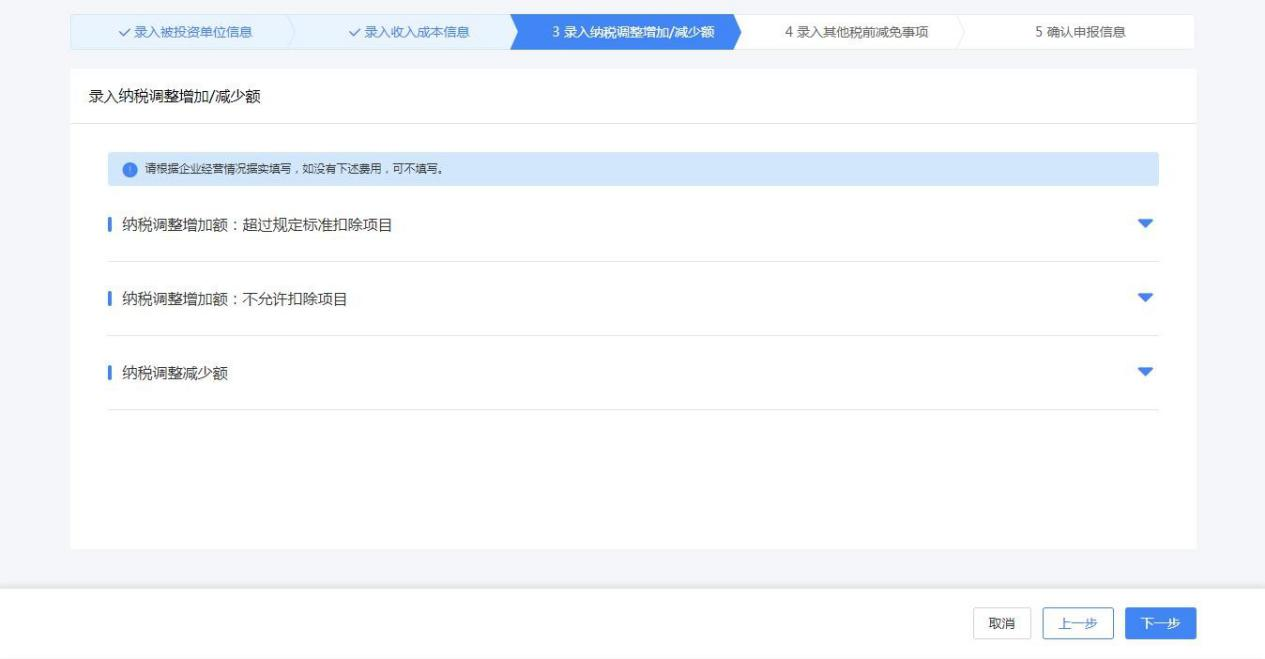 录入被投资单位信息
录入收入成本信息
3 录入纳税调整增加/减少额
4 录入其他税前减免事项
5 确认申报信息
录入纳税调整增加/减少额
请根据企业经营情况据实填写，如没有下述费用，可不填写。
纳税调整增加额：超过规定标准扣除项目
纳税调整增加额：不允许扣除项目
纳税调整减少额
取消
上一步
下一步